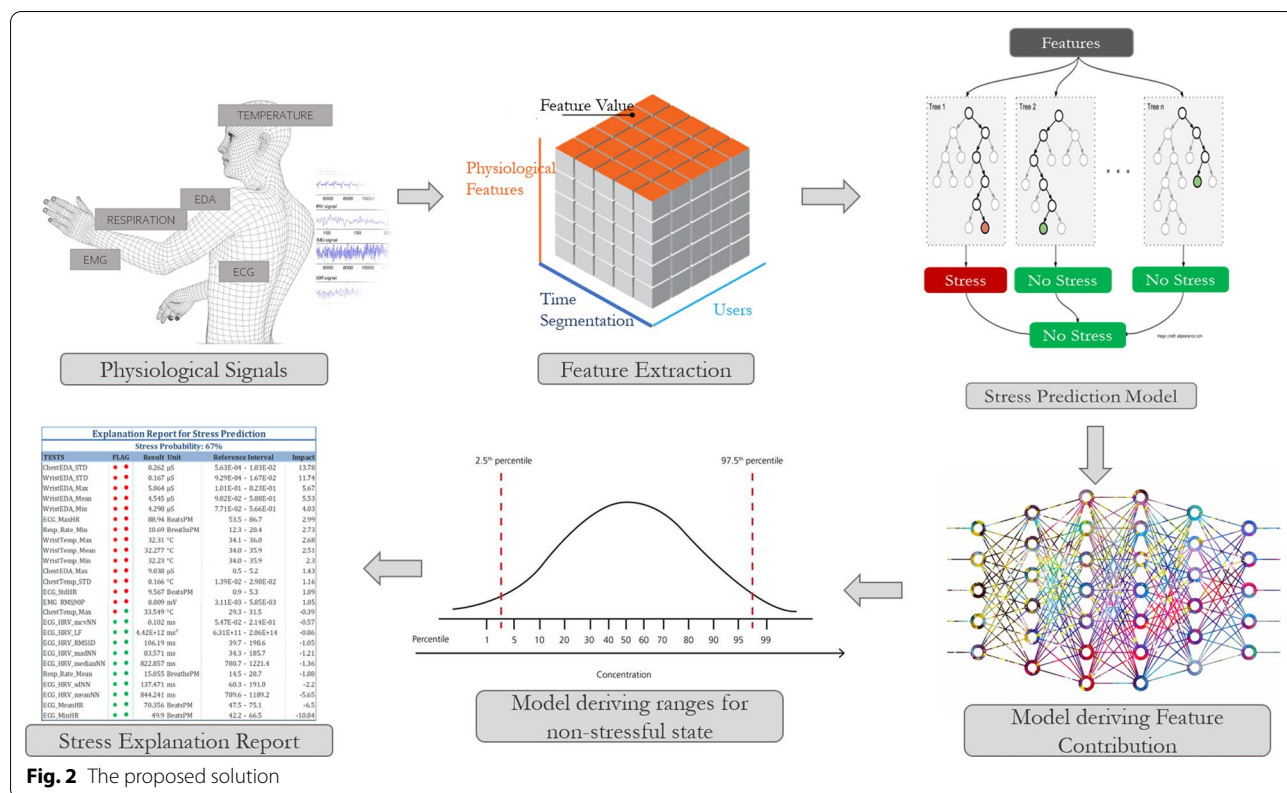 TEMPERATURE
EDA
RESPIRATION
EMG
ECG
6000 8000
signal
100
EMG signal
6000 8000
signal
Physiological Signals
Feature Value
Physiological
Features
Time
Segmentation
Users
Feature Extraction
Features
Tree 1 Tree 2 Tree n
Stress No Stress No Stress
No Stress
Stress Prediction Model
Explanation Report for Stress Prediction
Stress Probability: 67%
TESTS FLAG Result Unit Reference Interval Impact
ChestEDA_STD 0.262 µS 5.63E-04 - 1.83E-02 13.78
WristEDA_STD 0.167 µS 9.29E-04 - 1.67E-02 11.74
WristEDA_Max 5.064 µS 1.01E-01 - 8.23E-01 5.67
WristEDA_Mean 4.545 µS 9.82E-02 - 5.88E-01 5.53
WristEDA_Min 4.298 µS 7.71E-02 - 5.66E-01 4.03
ECG_MaxHR 88.94 BeatsPM 53.5 - 86.7 2.99
Resp_Rate_Min 10.69 BreathsPM 12.3 - 20.4 2.73
WristTemp_Max 32.31 °C 34.1 - 36.0 2.68
WristTemp_Mean 32.277 °C 34.0 - 35.9 2.51
WristTemp_Min 32.23 °C 34.0 - 35.9 2.3
ChestEDA_Max 9.038 µS 0.5 - 5.2 1.43
ChestTemp_STD 0.166 °C 1.39E-02 - 2.98E-02 1.16
ECG_StdHR 9.567 BeatsPM 0.9 - 5.3 1.09
EMG_RMS90P 0.009 mV 3.11E-03 - 5.85E-03 1.05
ChestTemp_Max 33.549 °C 29.3 - 31.5 -0.39
ECG_HRV_mcvNN 0.102 ms 5.47E-02 - 2.14E-01 -0.57
ECG_HRV_LF 4.42E+12 ms² 6.31E+11 - 2.06E+14 -0.86
ECG_HRV_RMSSD 106.19 ms 39.7 - 198.6 -1.05
ECG_HRV_madNN 83.571 ms 34.3 - 185.7 -1.21
ECG_HRV_medianNN 822.857 ms 780.7 - 1221.4 -1.36
Resp_Rate_Mean 15.055 BreathsPM 14.5 - 20.7 -1.88
ECG_HRV_sdNN 137.471 ms 60.3 - 191.0 -2.2
ECG_HRV_meanNN 844.241 ms 789.6 - 1189.2 -5.65
ECG_MeanHR 70.356 BeatsPM 47.5 - 75.1 -6.5
ECG_MinHR 49.9 BeatsPM 42.2 - 66.5 -10.84
Stress Explanation Report
2.5th percentile 97.5th percentile
Percentile 1 5 10 20 30 40 50 60 70 80 90 95 99
Concentration
Model deriving ranges for
non-stressful state
Model deriving Feature
Contribution
Fig. 2 The proposed solution